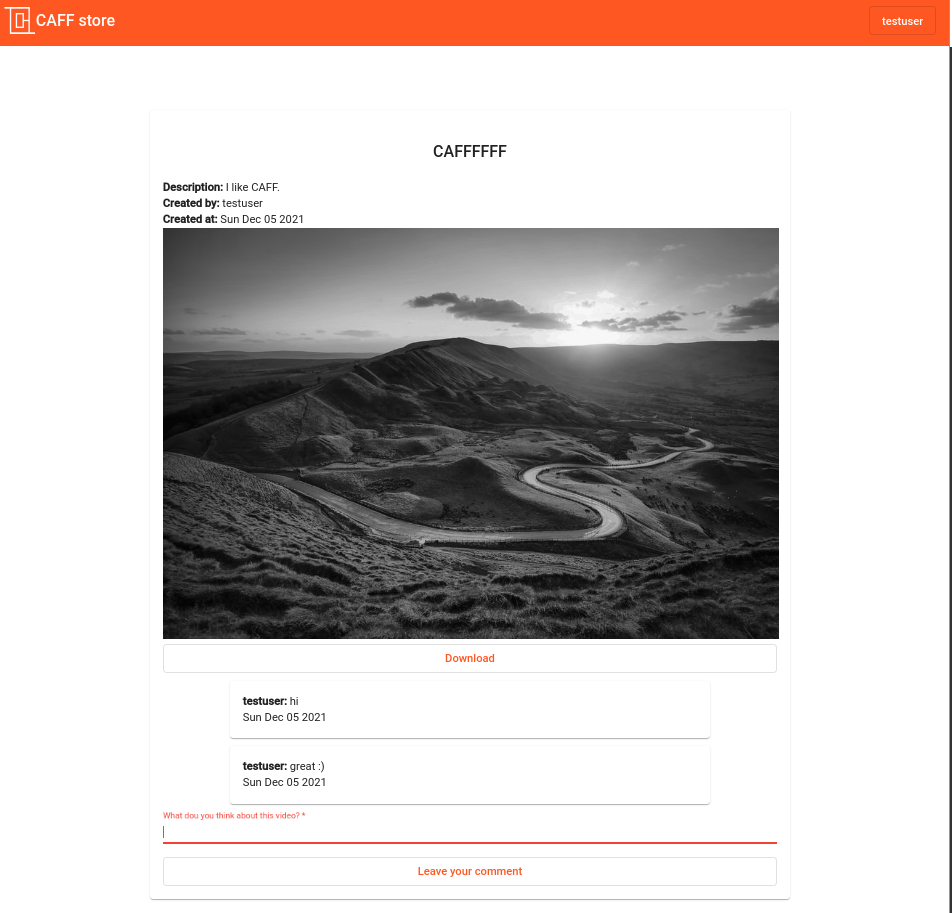 CAFF store
testuser
CAFFFFFF
Description: I like CAFF.
Created by: testuser
Created at: Sun Dec 05 2021
Download
testuser: hi
Sun Dec 05 2021
testuser: great :)
Sun Dec 05 2021
What dou you think about this video? *
Leave your comment